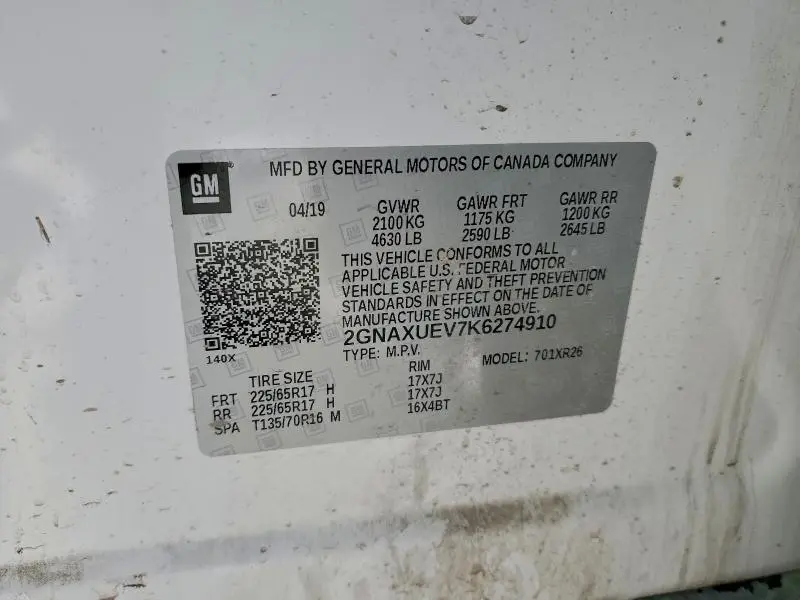 GM
MFD BY GENERAL MOTORS OF CANADA COMPANY
04/19 GVWR GAWR FRT GAWR RR
2100 KG 1175 KG 1200 KG
4630 LB 2590 LB 2645 LB
THIS VEHICLE CONFORMS TO ALL
APPLICABLE U.S. FEDERAL MOTOR
VEHICLE SAFETY AND THEFT PREVENTION
STANDARDS IN EFFECT ON THE DATE OF
MANUFACTURE SHOWN ABOVE.
2GNAXUEV7K6274910
140X
TYPE: M.P.V. MODEL: 701XR26
TIRE SIZE RIM
FRT 225/65R17 H 17X7J
RR 225/65R17 H 17X7J
SPA T135/70R16 M 16X4BT